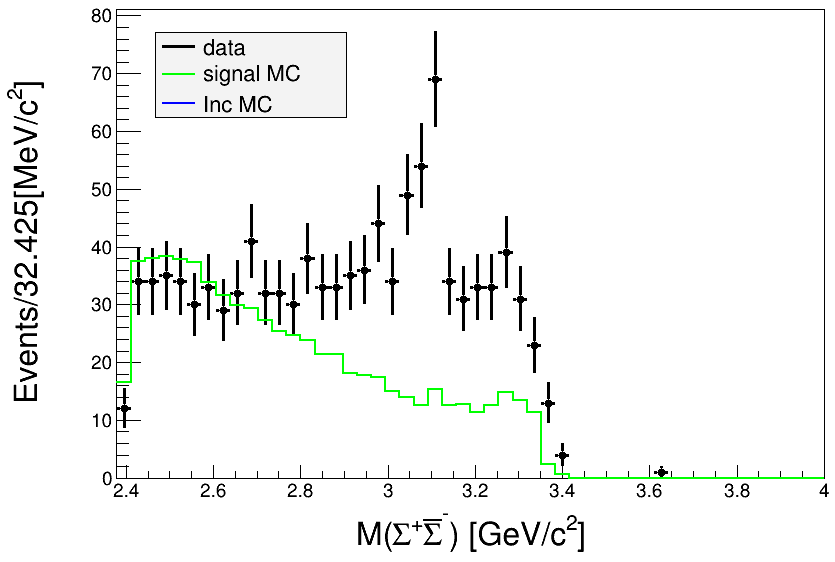 80
70
60
50
40
30
20
10
0
Events/32.425[MeV/c²]
data
signal MC
Inc MC
2.4 2.6 2.8 3 3.2 3.4 3.6 3.8 4
M(Σ⁺Σ̅⁻) [GeV/c²]